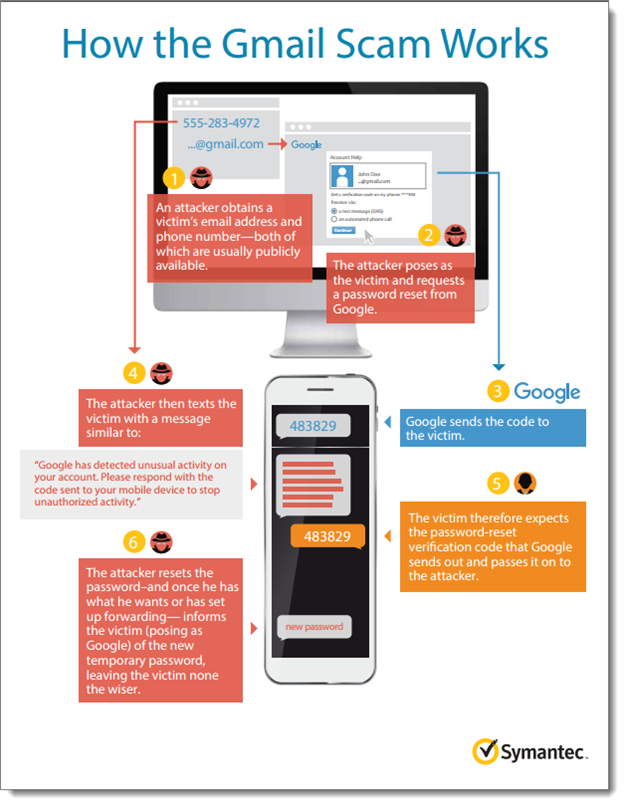 How the Gmail Scam Works
555-283-4972
...@gmail.com
Google
Account Help
John Doe
...@gmail.com
Get a verification code on my phone: ****555
Receive via:
a text message (SMS)
an automated phone call
Continue
1
An attacker obtains a
victim's email address and
phone number—both of
which are usually publicly
available.
2
The attacker poses as
the victim and requests
a password reset from
Google.
3 Google
Google sends the code to
the victim.
4
The attacker then texts the
victim with a message
similar to:
“Google has detected unusual activity on
your account. Please respond with the
code sent to your mobile device to stop
unauthorized activity.”
483829
5
The victim therefore expects
the password-reset
verification code that Google
sends out and passes it on to
the attacker.
483829
6
The attacker resets the
password–and once he has
what he wants or has set
up forwarding— informs
the victim (posing as
Google) of the new
temporary password,
leaving the victim none
the wiser.
new password
Symantec™